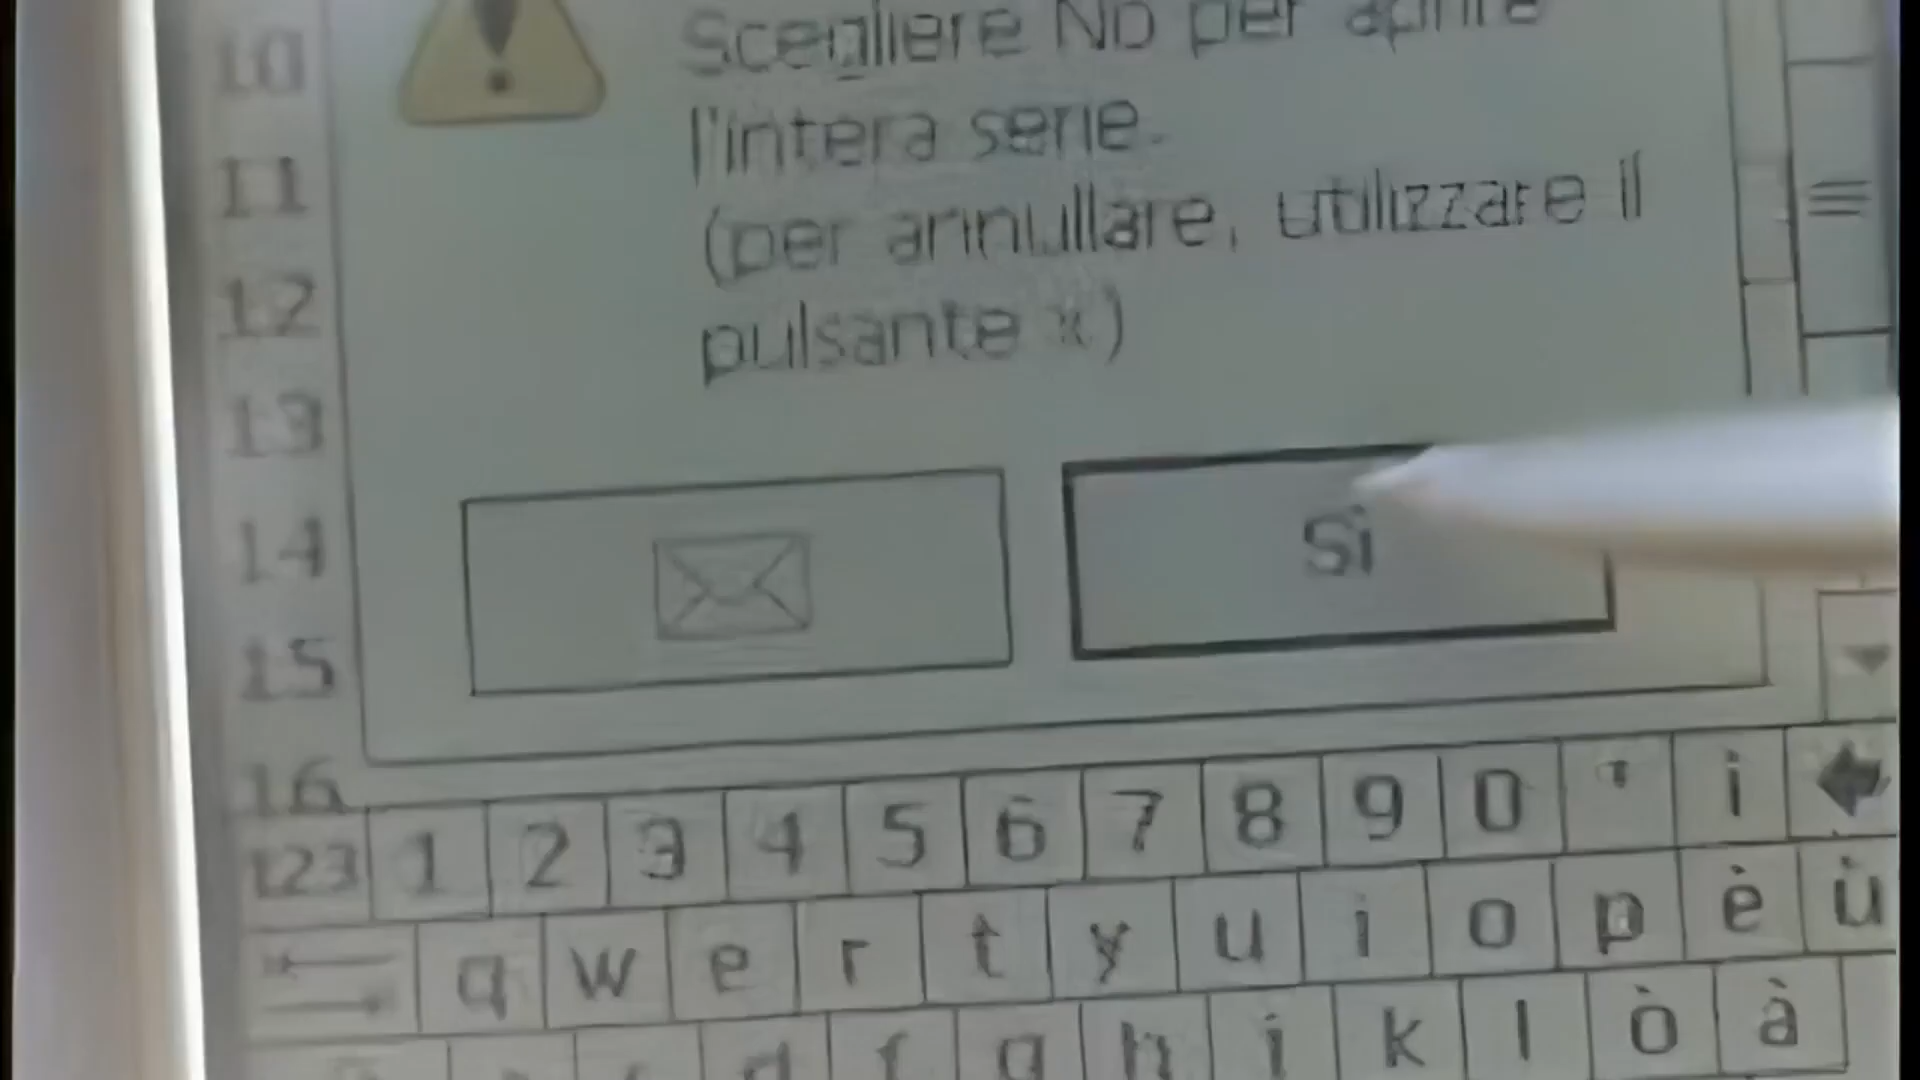 10
Scegliere No per aprire
l'intera serie.
11
(per annullare, utilizzare il
12
pulsante x)
13
14
Sì
15
16
123 1 2 3 4 5 6 7 8 9 0 ' ì
q w e r t y u i o p è ù
d f g h j k l ò à